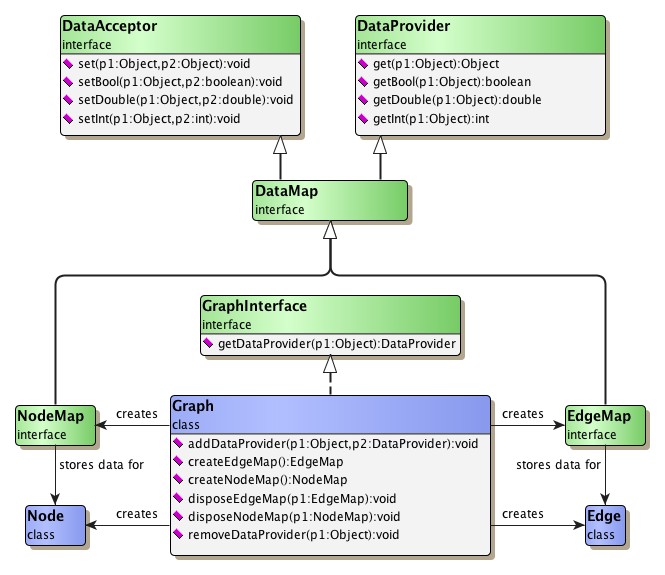 DataAcceptor
interface
set(p1:Object,p2:Object):void
setBool(p1:Object,p2:boolean):void
setDouble(p1:Object,p2:double):void
setInt(p1:Object,p2:int):void
DataProvider
interface
get(p1:Object):Object
getBool(p1:Object):boolean
getDouble(p1:Object):double
getInt(p1:Object):int
DataMap
interface
GraphInterface
interface
getDataProvider(p1:Object):DataProvider
NodeMap
interface
creates
Graph
class
addDataProvider(p1:Object,p2:DataProvider):void
createEdgeMap():EdgeMap
createNodeMap():NodeMap
disposeEdgeMap(p1:EdgeMap):void
disposeNodeMap(p1:NodeMap):void
removeDataProvider(p1:Object):void
creates
EdgeMap
interface
stores data for
stores data for
Node
class
creates
creates
Edge
class